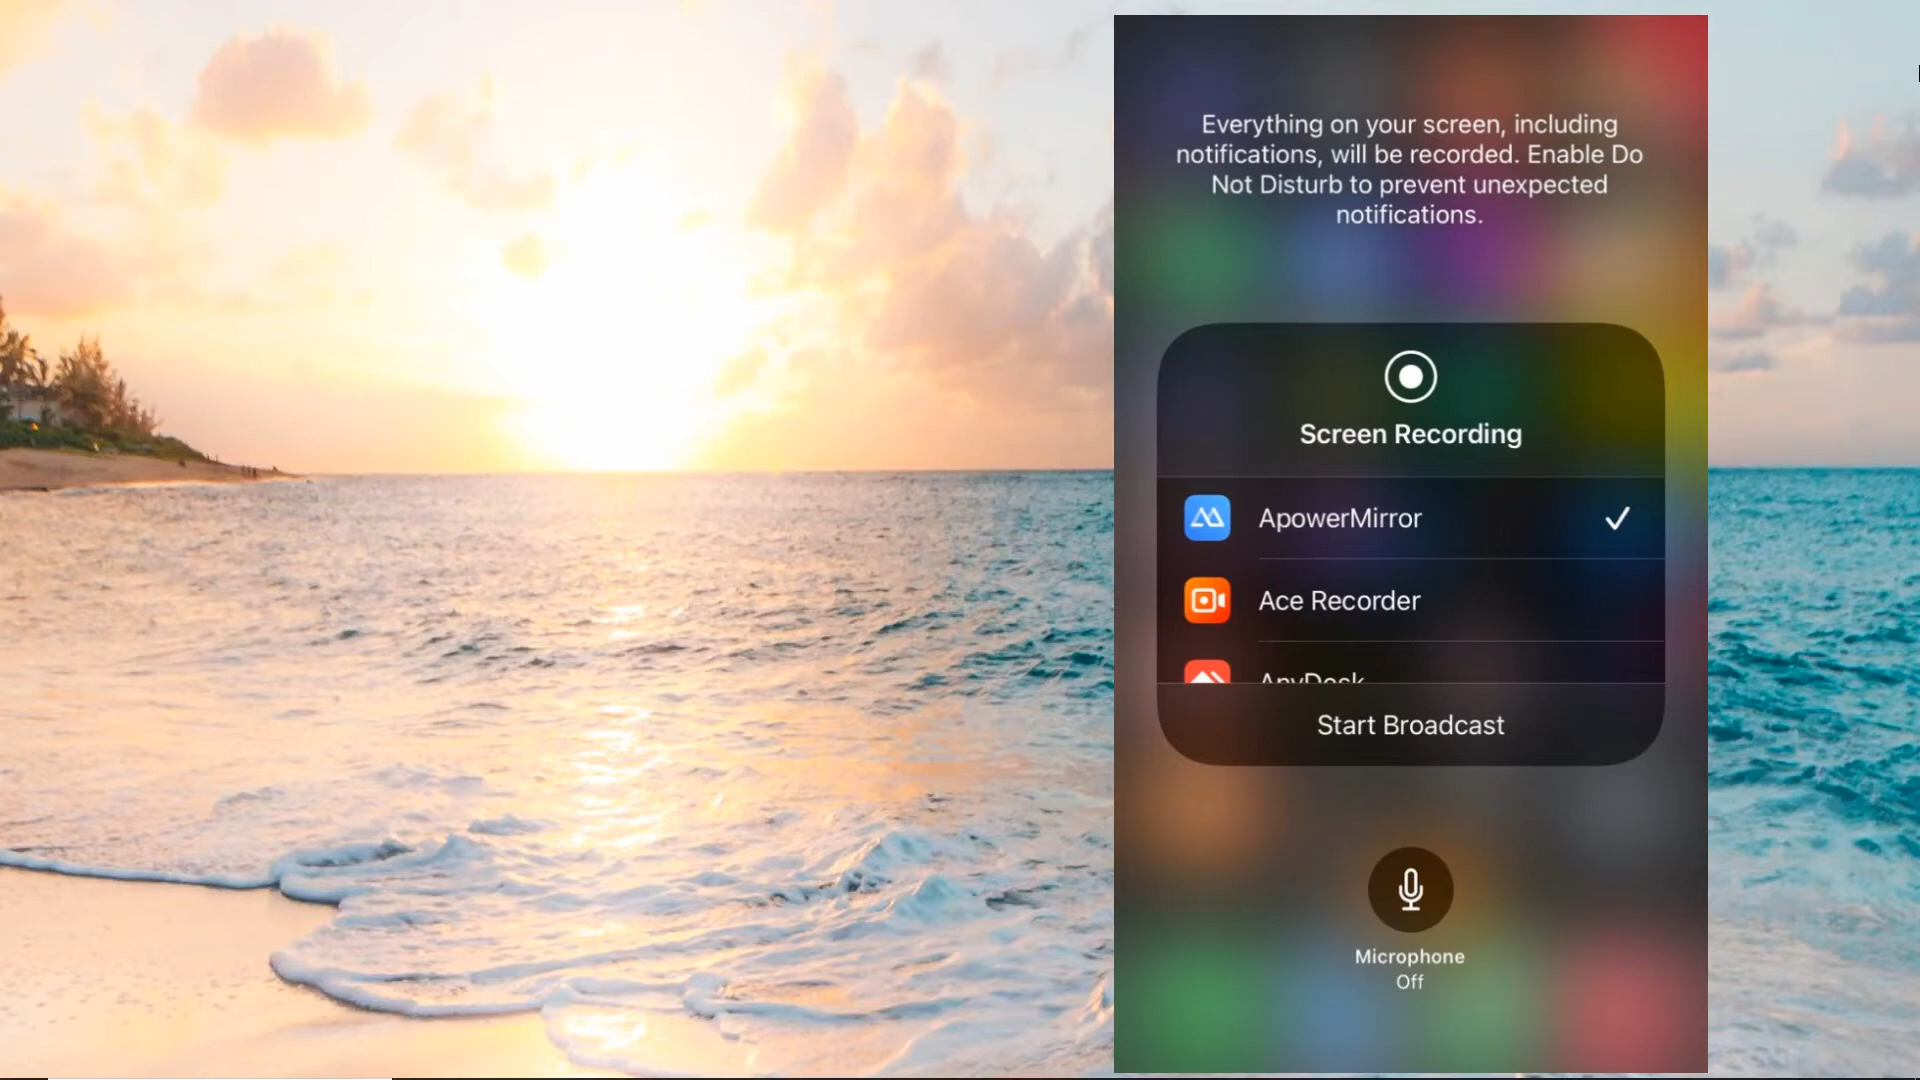 Everything on your screen, including
notifications, will be recorded. Enable Do
Not Disturb to prevent unexpected
notifications.
Screen Recording
ApowerMirror
Ace Recorder
AnyDesk
Start Broadcast
Microphone
Off